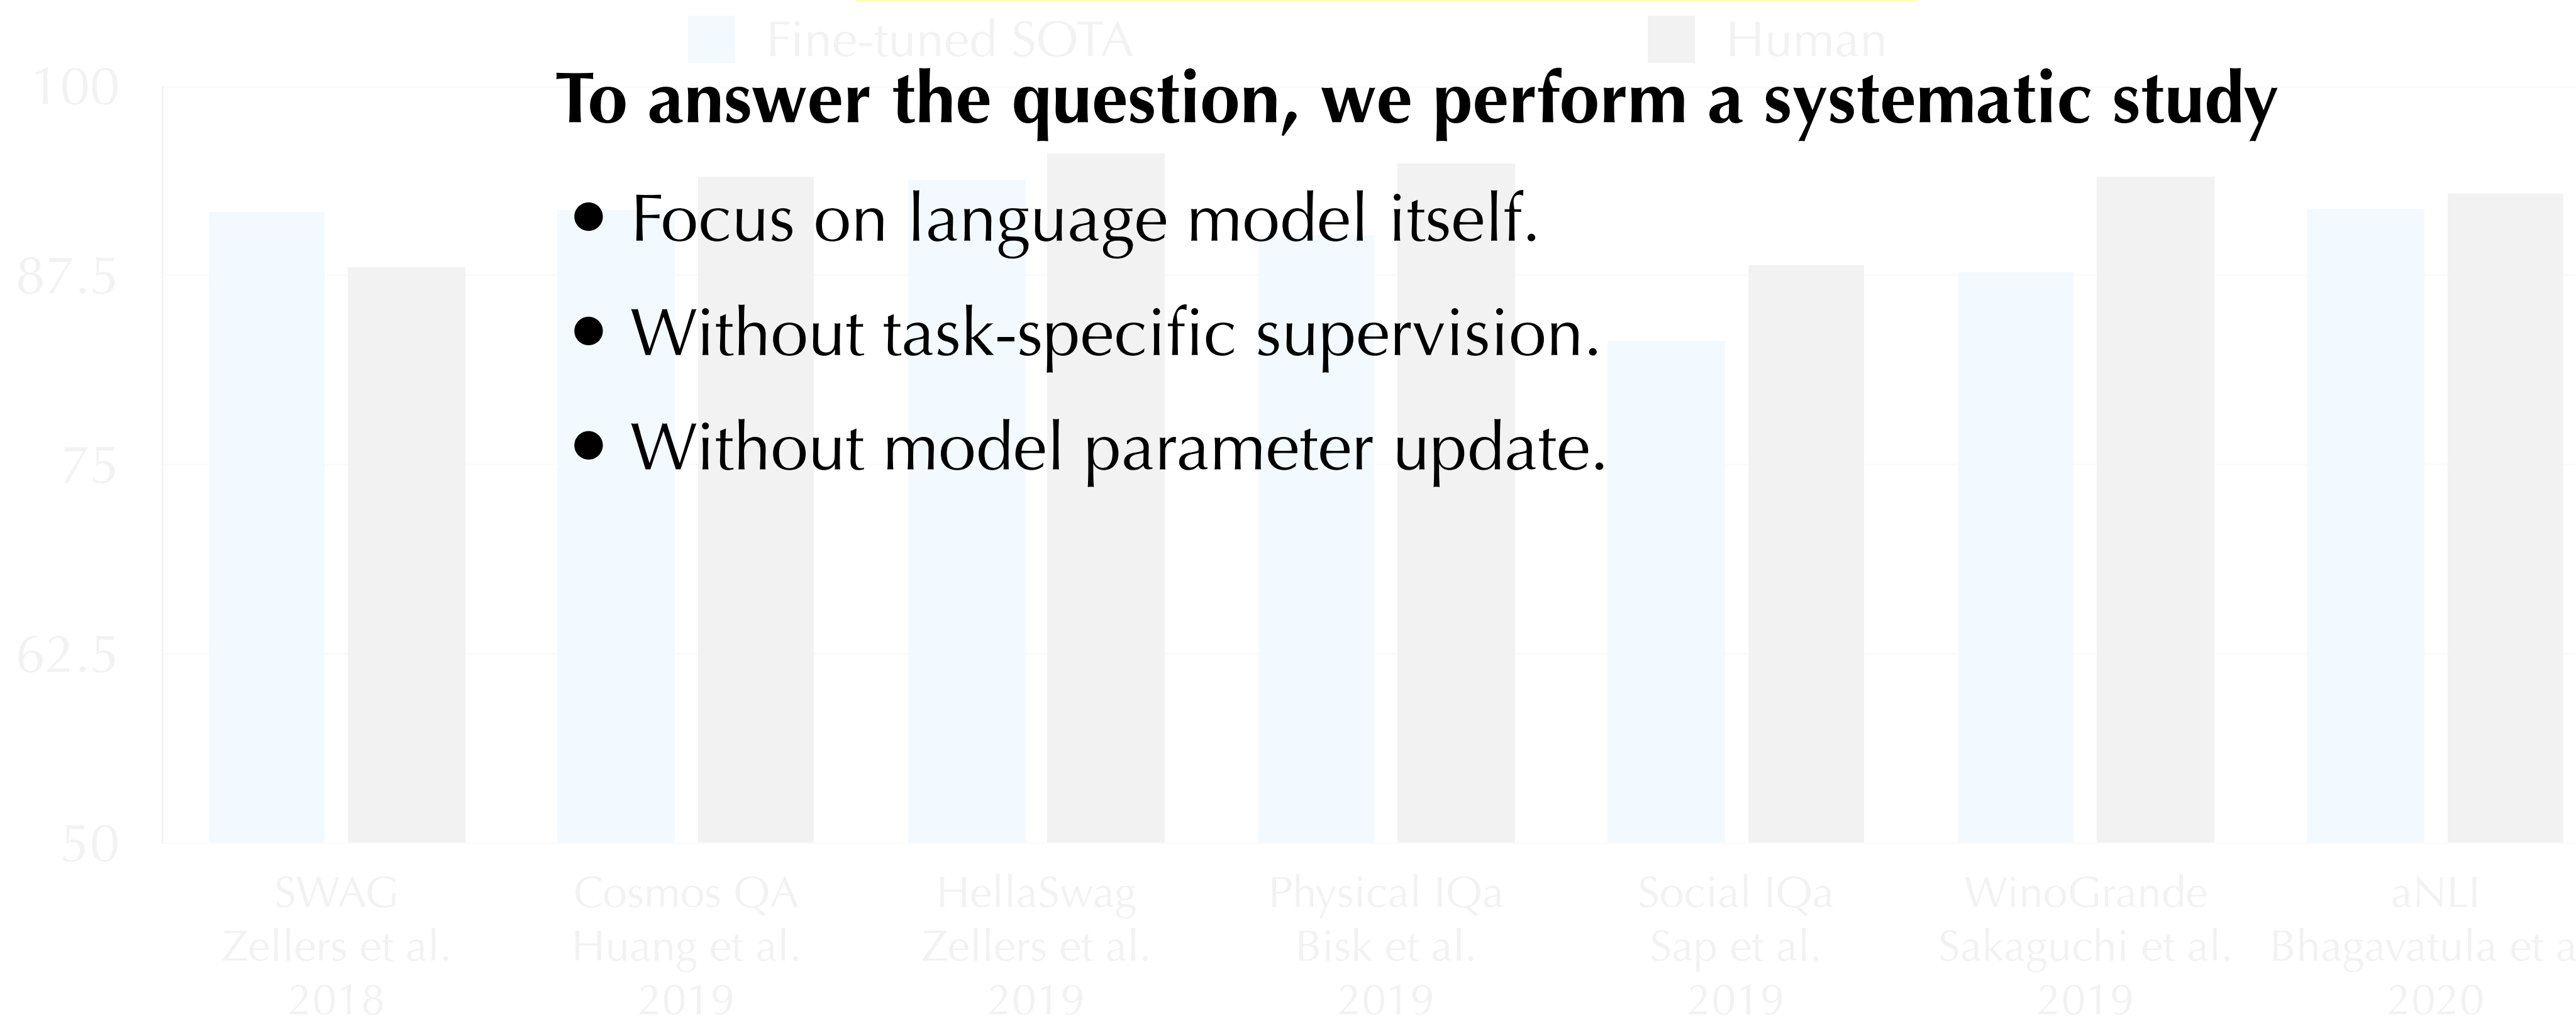 Fine-tuned SOTA
Human
To answer the question, we perform a systematic study
• Focus on language model itself.
• Without task-specific supervision.
• Without model parameter update.
100
87.5
75
62.5
50
SWAG
Zellers et al.
2018
Cosmos QA
Huang et al.
2019
HellaSwag
Zellers et al.
2019
Physical IQa
Bisk et al.
2019
Social IQa
Sap et al.
2019
WinoGrande
Sakaguchi et al.
2019
aNLI
Bhagavatula et a
2020